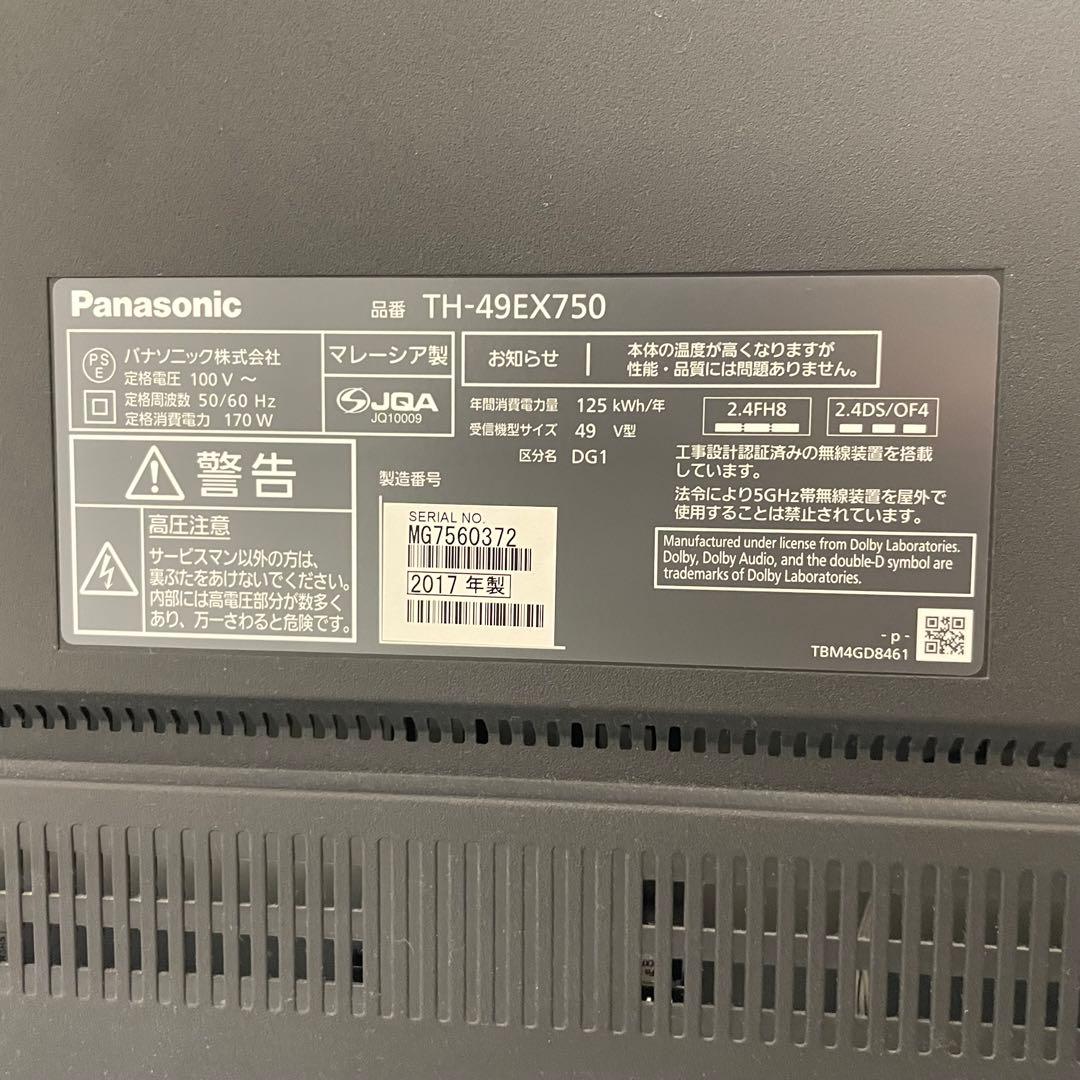 Panasonic 品番 TH-49EX750
PS E パナソニック株式会社
定格電圧 100 V ～
定格周波数 50/60 Hz
定格消費電力 170 W
マレーシア製
JQA
JQ10009
お知らせ
本体の温度が高くなりますが
性能・品質には問題ありません。
年間消費電力量 125 kWh/年
受信機型サイズ 49 V型
区分名 DG1
2.4FH8
2.4DS/OF4
工事設計認証済みの無線装置を搭載
しています。
法令により5GHz帯無線装置を屋外で
使用することは禁止されています。
警告
高圧注意
サービスマン以外の方は、
裏ぶたをあけないでください。
内部には高電圧部分が数多く
あり、万一さわると危険です。
製造番号
SERIAL NO.
MG7560372
2017 年製
Manufactured under license from Dolby Laboratories.
Dolby, Dolby Audio, and the double-D symbol are
trademarks of Dolby Laboratories.
- p -
TBM4GD8461